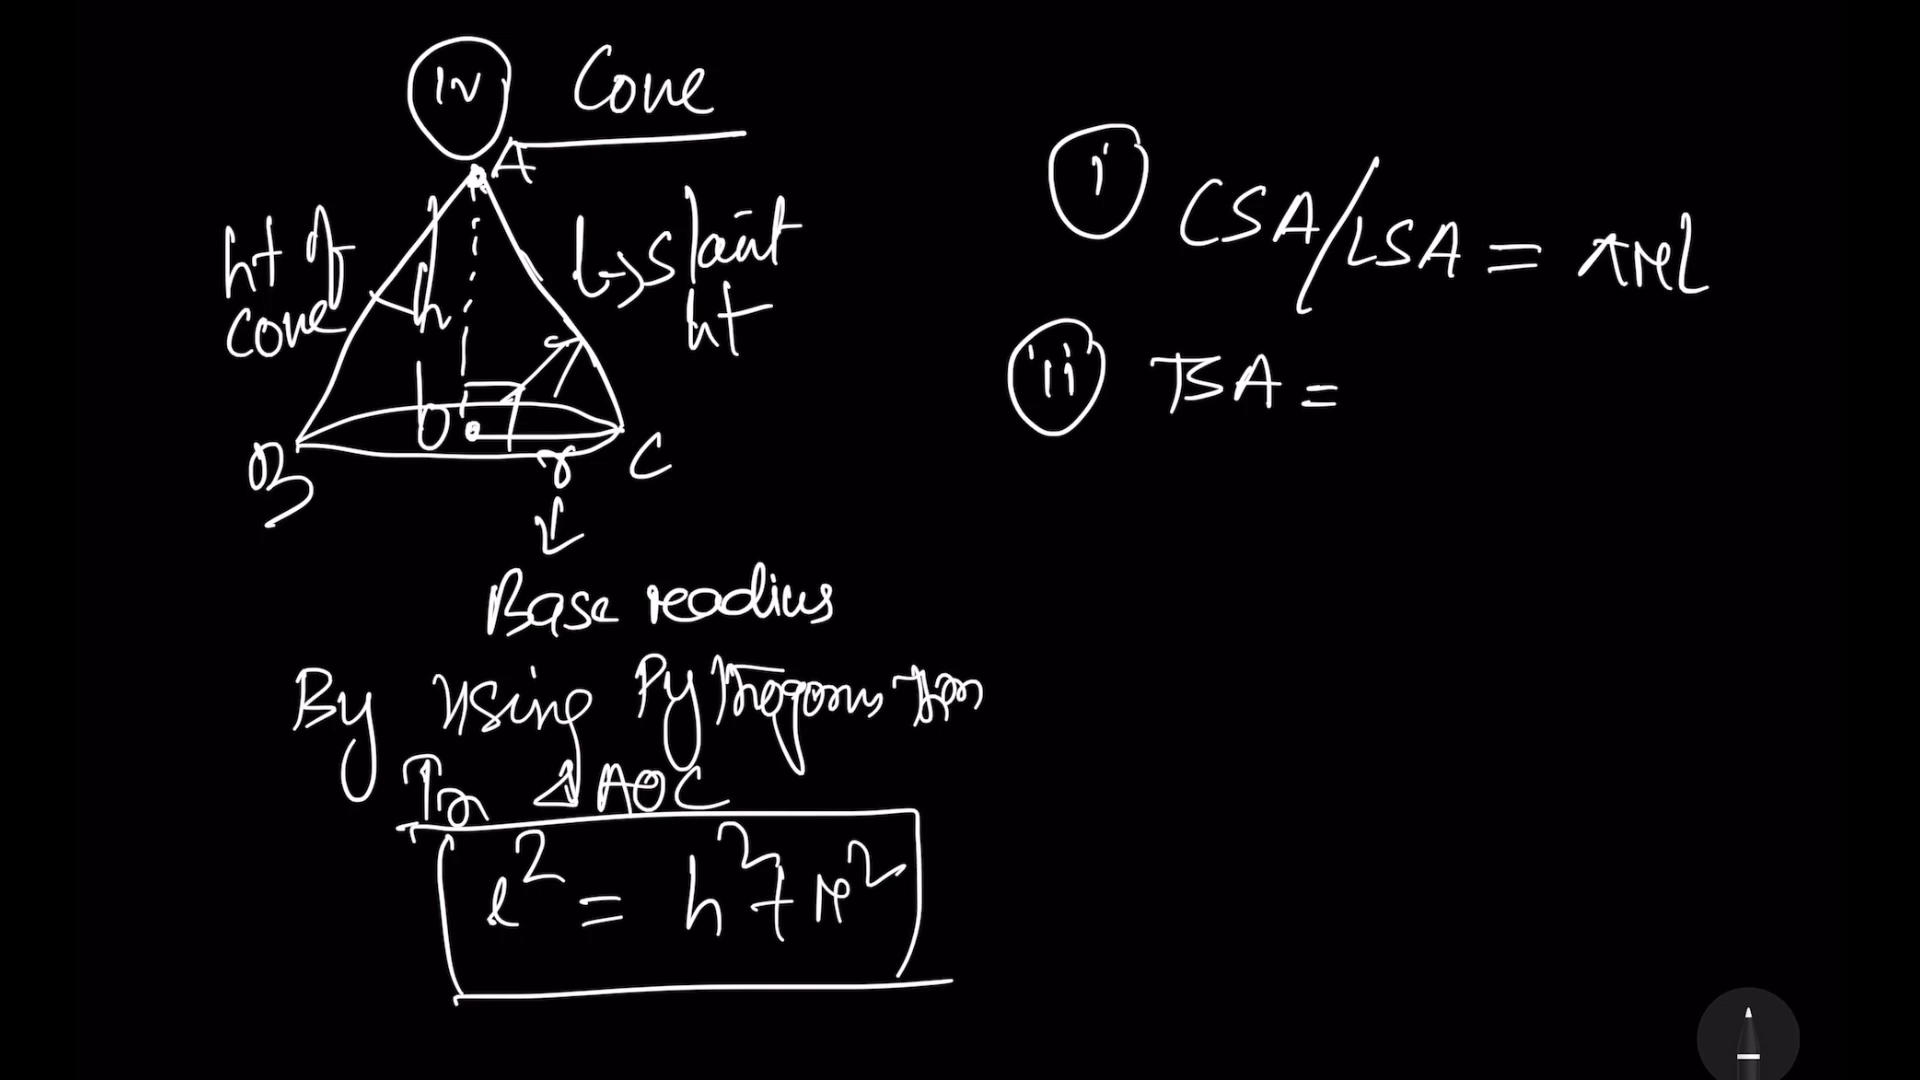 IV Cone
A
ht of
cone
h
l → slant
ht
O
B
r
C
Base radius
By using Pythagorous
In Δ AOC
l² = h² + r²
i CSA/LSA = πrl
ii TSA =